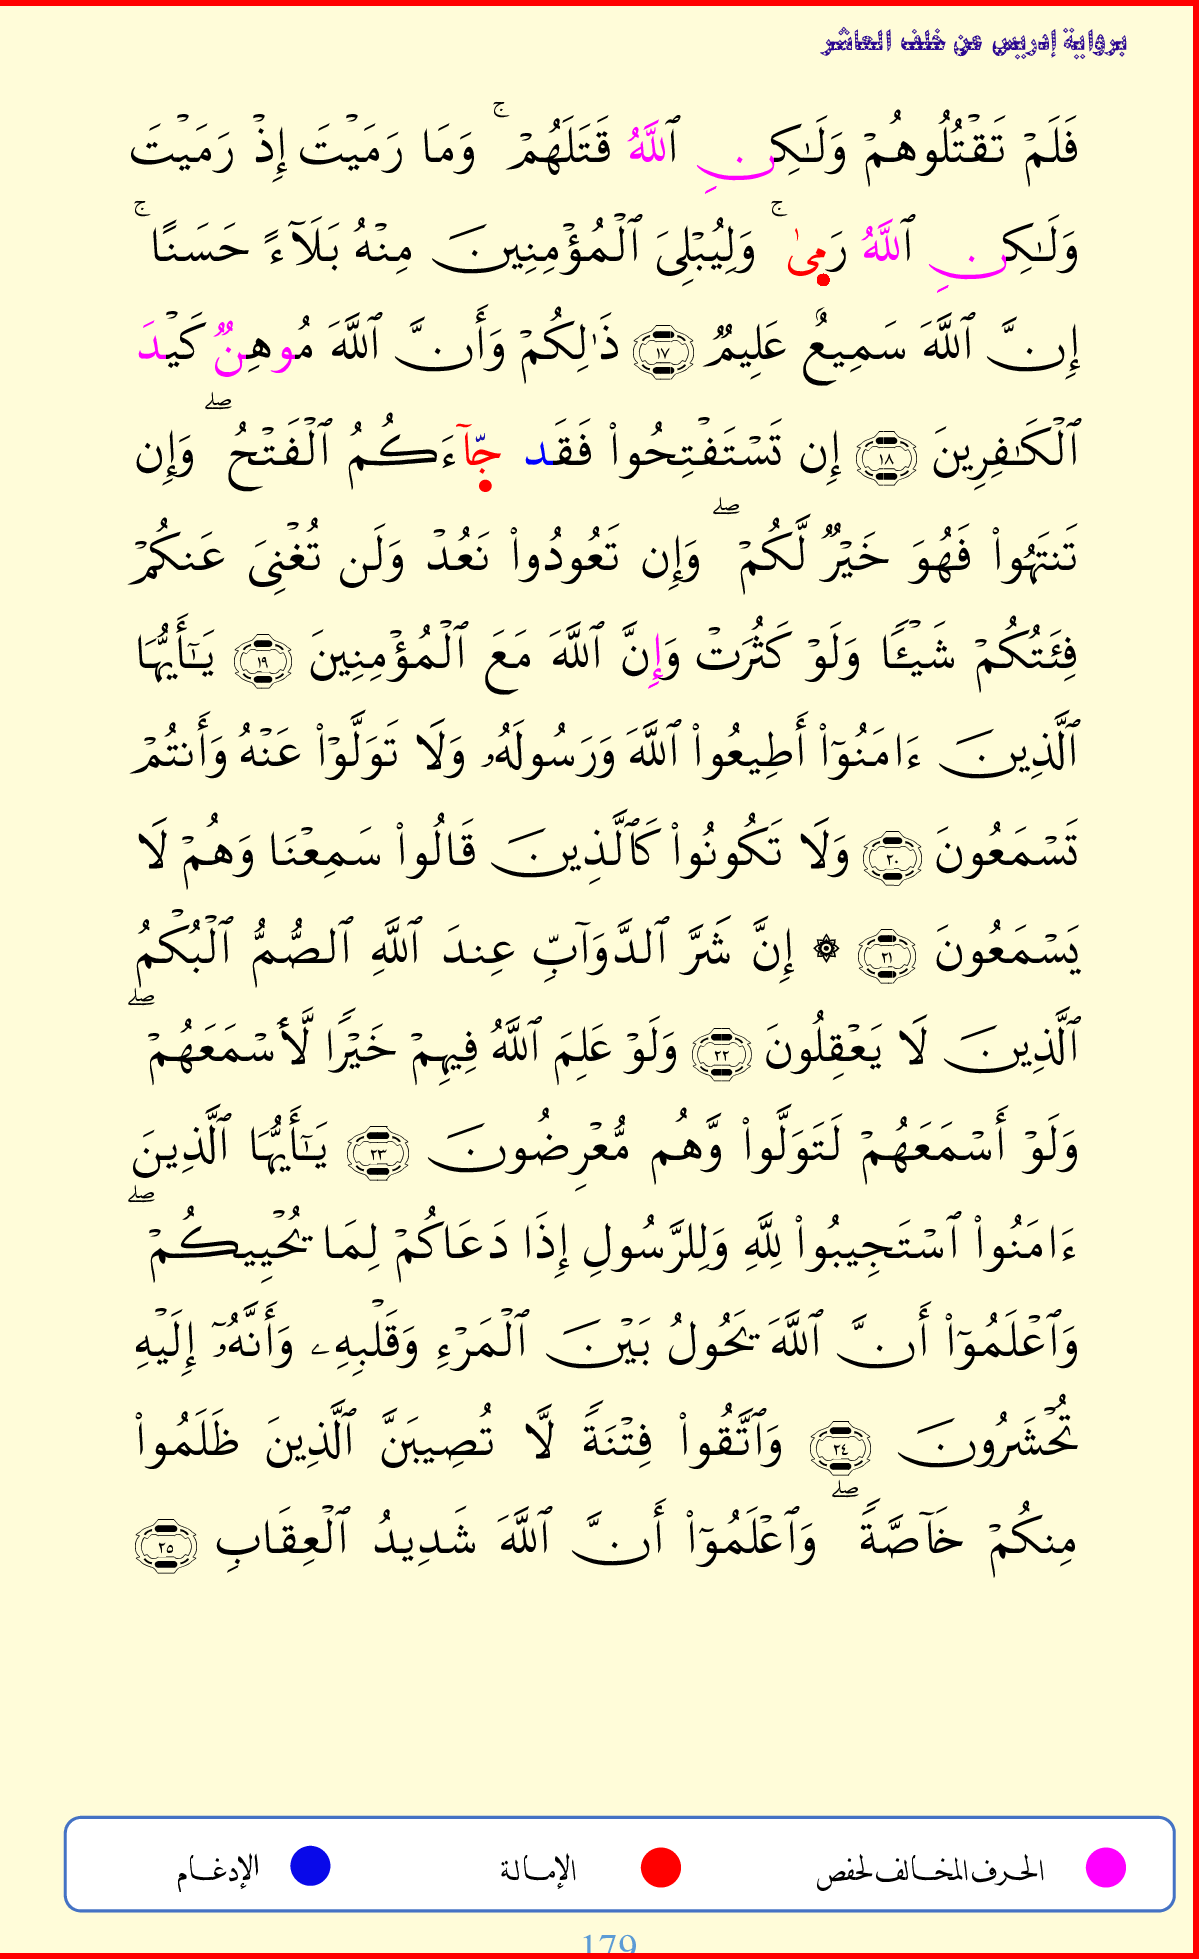 برواية إدريس عن خلف العاشر
فَلَمْ تَقْتُلُوهُمْ وَلَٰكِنِ ٱللَّهُ قَتَلَهُمْ ۚ وَمَا رَمَيْتَ إِذْ رَمَيْتَ
وَلَٰكِنِ ٱللَّهُ رَمىٰ ۚ وَلِيُبْلِىَ ٱلْمُؤْمِنِينَ مِنْهُ بَلَآءً حَسَنًا ۚ
إِنَّ ٱللَّهَ سَمِيعٌ عَلِيمٌ ١٧ ذَٰلِكُمْ وَأَنَّ ٱللَّهَ مُوهِنٌ كَيْدَ
ٱلْكَٰفِرِينَ ١٨ إِن تَسْتَفْتِحُوا۟ فَقَد جَّآءَكُمُ ٱلْفَتْحُ ۖ وَإِن
تَنتَهُوا۟ فَهُوَ خَيْرٌ لَّكُمْ ۖ وَإِن تَعُودُوا۟ نَعُدْ وَلَن تُغْنِىَ عَنكُمْ
فِئَتُكُمْ شَيْـًٔا وَلَوْ كَثُرَتْ وَإِنَّ ٱللَّهَ مَعَ ٱلْمُؤْمِنِينَ ١٩ يَٰٓأَيُّهَا
ٱلَّذِينَ ءَامَنُوٓا۟ أَطِيعُوا۟ ٱللَّهَ وَرَسُولَهُۥ وَلَا تَوَلَّوْا۟ عَنْهُ وَأَنتُمْ
تَسْمَعُونَ ٢٠ وَلَا تَكُونُوا۟ كَٱلَّذِينَ قَالُوا۟ سَمِعْنَا وَهُمْ لَا
يَسْمَعُونَ ٢١ ۞ إِنَّ شَرَّ ٱلدَّوَآبِّ عِندَ ٱللَّهِ ٱلصُّمُّ ٱلْبُكْمُ
ٱلَّذِينَ لَا يَعْقِلُونَ ٢٢ وَلَوْ عَلِمَ ٱللَّهُ فِيهِمْ خَيْرًا لَّأَسْمَعَهُمْ ۖ
وَلَوْ أَسْمَعَهُمْ لَتَوَلَّوا۟ وَّهُم مُّعْرِضُونَ ٢٣ يَٰٓأَيُّهَا ٱلَّذِينَ
ءَامَنُوا۟ ٱسْتَجِيبُوا۟ لِلَّهِ وَلِلرَّسُولِ إِذَا دَعَاكُمْ لِمَا يُحْيِيكُمْ ۖ
وَٱعْلَمُوٓا۟ أَنَّ ٱللَّهَ يَحُولُ بَيْنَ ٱلْمَرْءِ وَقَلْبِهِۦ وَأَنَّهُۥٓ إِلَيْهِ
تُحْشَرُونَ ٢٤ وَٱتَّقُوا۟ فِتْنَةً لَّا تُصِيبَنَّ ٱلَّذِينَ ظَلَمُوا۟
مِنكُمْ خَآصَّةً ۖ وَٱعْلَمُوٓا۟ أَنَّ ٱللَّهَ شَدِيدُ ٱلْعِقَابِ ٢٥
الحرف المخالف لحفص الإمالة الإدغام
179